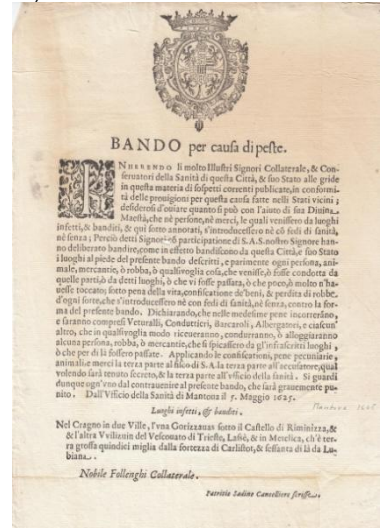 BANDO per causa di peste.
INHERENDO li molto Illustri Signori Collaterale, & Con-
seruatori della Sanità di questa Città, & suo Stato alle gride
in questa materia di sospetti correnti publicate, in conformi-
tà delle prouigioni per questa causa fatte nelli Stati vicini;
desiderosi d'ouiare quanto si può con l'aiuto di sua Diuina
Maestà, che nè persone, nè merci, le quali venissero da luoghi
infetti, & banditi, & qui sotto annotati, s'introducessero nè cō fedi di sanità,
nè senza; Perciò detti Signori cō participatione di S.A.S. nostro Signore han-
no deliberato bandire, come in effetto bandiscono da questa Città, e suo Stato
i luoghi al piede del presente bando descritti, e parimente ogni persona, ani-
male, mercantie, ò robba, ò qualsiuoglia cosa, che venisse, ò fosse condotta da
quelle parti, ò da detti luoghi, ò che vi fosse passata, ò che poco, ò molto n'ha-
uesse toccato; sotto pena della vita, confiscatione de'beni, & perdita di robbe,
d'ogni sorte, che s'introducessero nè con fedi di sanità, nè senza, contro la for-
ma del presente bando. Dichiarando, che nelle medesime pene incorreranno,
e saranno compresi Vetturalli, Conduttieri, Barcaroli, Albergatori, e ciascun'
altro, che in qualsiuoglia modo riceueranno, condurranno, ò alloggiaranno
alcuna persona, robba, ò mercantie, che si spiccassero da gl'infrascritti luoghi,
ò che per di là fossero passate. Applicando le confiscationi, pene pecuniarie,
animali, e merci la terza parte al fisco di S.A. la terza parte all'accusatore, qual
volendo sarà tenuto secreto, & la terza parte all'vfficio della sanità. Si guardi
dunque ogn'vno dal contrauenire al presente bando, che sarà grauemente pu-
nito. Dall'Vfficio della Sanità di Mantoua il 5. Maggio 1625.
Luoghi infetti, & banditi.
Mantova 1625
Nel Cragno in due Ville, l'vna Gorizzaua sotto il Castello di Riminizza, &
& l'altra Vrilizuin del Vescouato di Trieste, Lasiè, & in Metelica, ch'è ter-
ra grossa quindici miglia dalla fortezza di Carlistot, & sessanta di là da Lu-
biana.
Nobile Follenghi Collaterale.
Patritio Sadine Cancelliere scrisse.